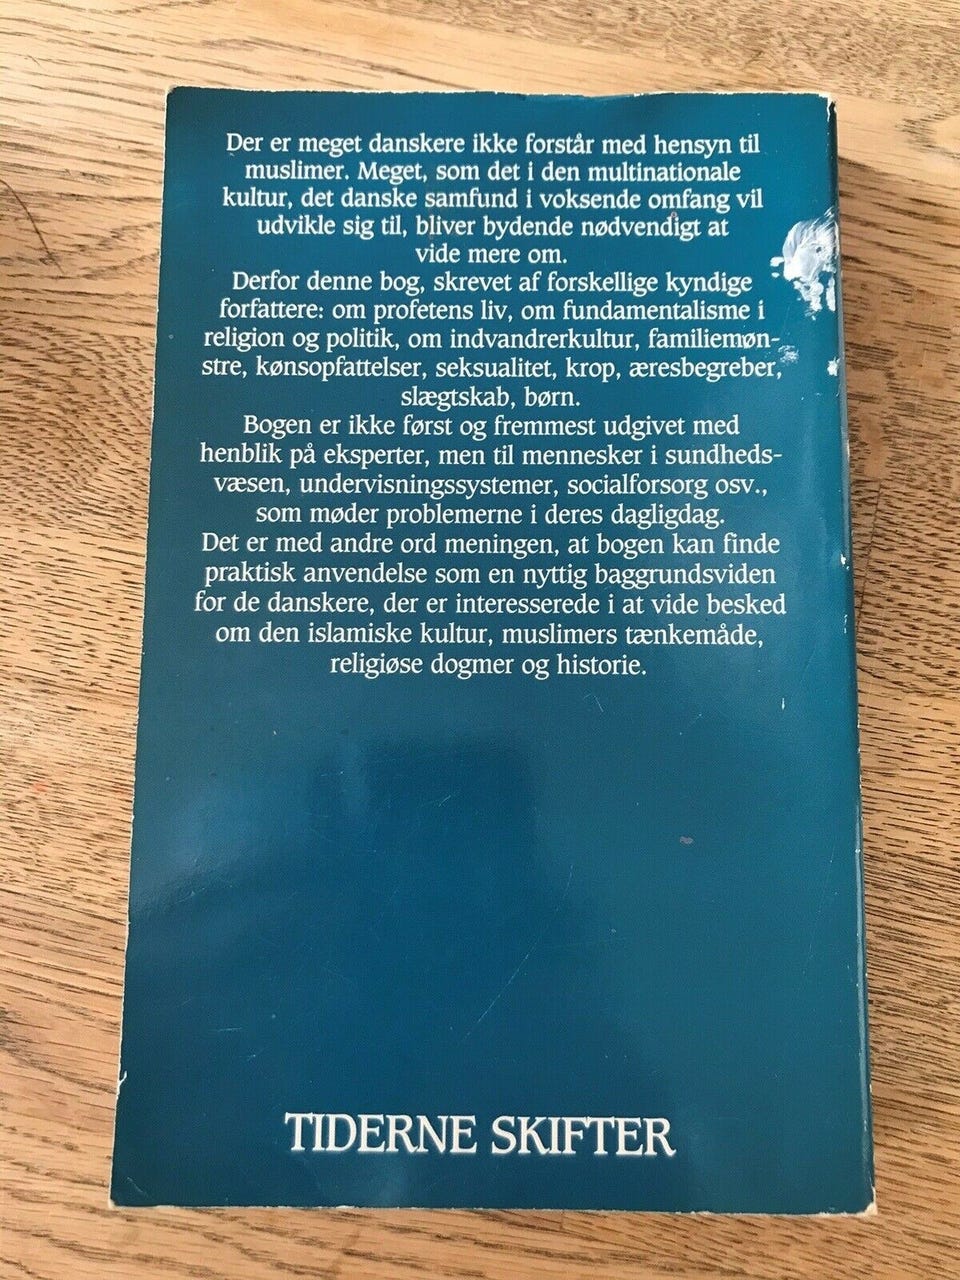 Der er meget danskere ikke forstår med hensyn til
muslimer. Meget, som det i den multinationale
kultur, det danske samfund i voksende omfang vil
udvikle sig til, bliver bydende nødvendigt at
vide mere om.
Derfor denne bog, skrevet af forskellige kyndige
forfattere: om profetens liv, om fundamentalisme i
religion og politik, om indvandrerkultur, familiemøn-
stre, kønsopfattelser, seksualitet, krop, æresbegreber,
slægtskab, børn.
Bogen er ikke først og fremmest udgivet med
henblik på eksperter, men til mennesker i sundheds-
væsen, undervisningssystemer, socialforsorg osv.,
som møder problemerne i deres dagligdag.
Det er med andre ord meningen, at bogen kan finde
praktisk anvendelse som en nyttig baggrundsviden
for de danskere, der er interesserede i at vide besked
om den islamiske kultur, muslimers tænkemåde,
religiøse dogmer og historie.
TIDERNE SKIFTER